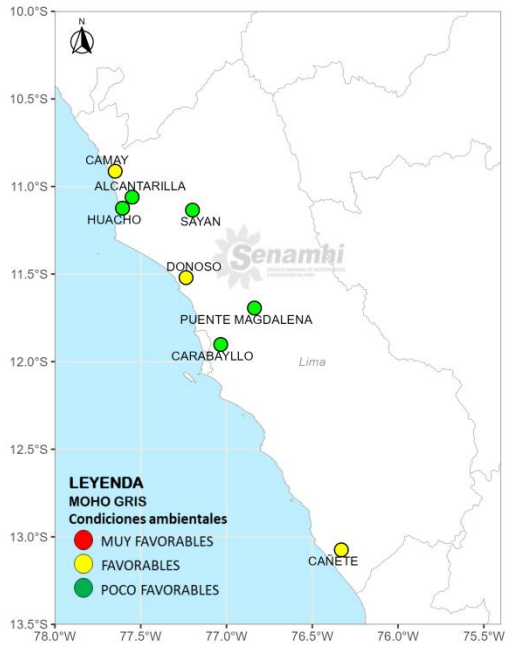 10.0°S
N
10.5°S
CAMAY
11.0°S
ALCANTARILLA
HUACHO
SAYAN
Senamhi
DONOSO
11.5°S
PUENTE MAGDALENA
CARABAYLLO
12.0°S
Lima
12.5°S
LEYENDA
MOHO GRIS
Condiciones ambientales
MUY FAVORABLES
FAVORABLES
POCO FAVORABLES
13.0°S
CAÑETE
13.5°S
78.0°W 77.5°W 77.0°W 76.5°W 76.0°W 75.5°W